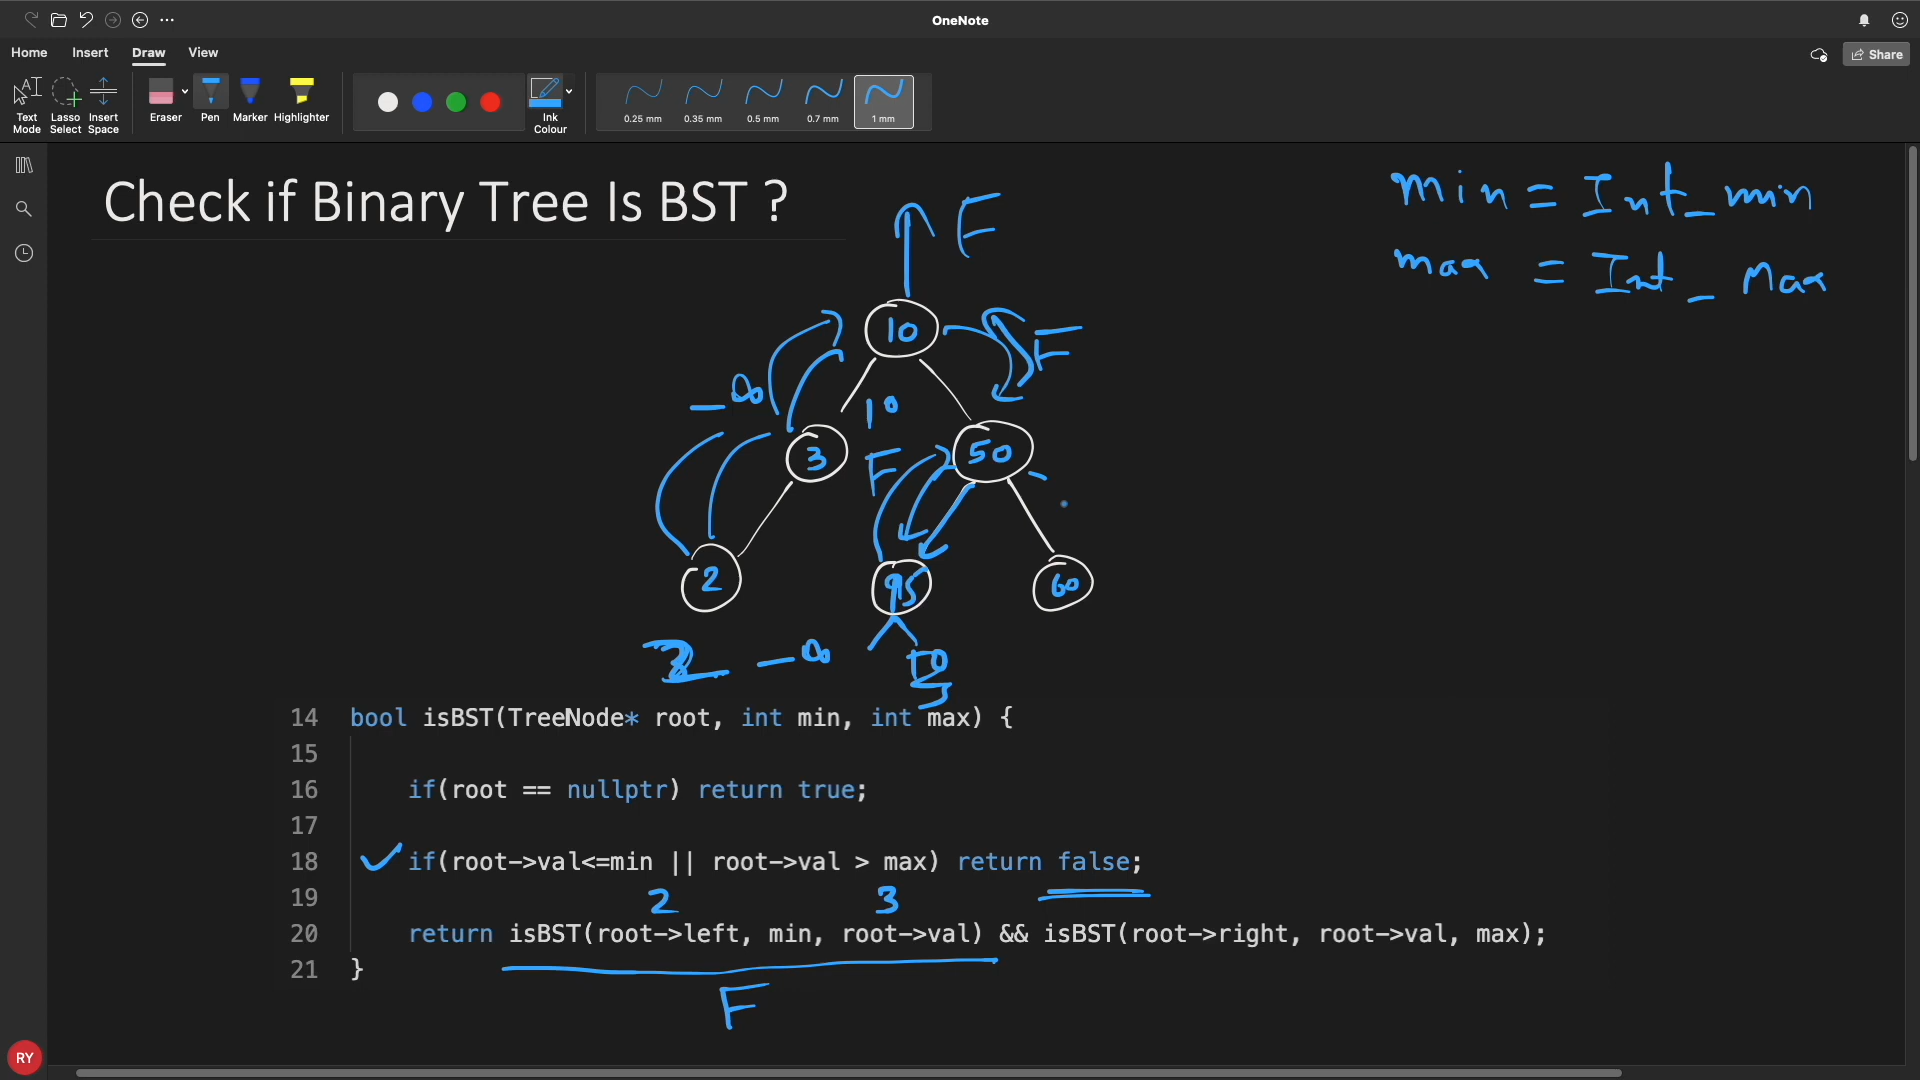 OneNote
Home Insert Draw View
Share
Text Mode
Lasso Select
Insert Space
Eraser
Pen
Marker
Highlighter
Ink Colour
0.25 mm
0.35 mm
0.5 mm
0.7 mm
1 mm
Check if Binary Tree Is BST ?
min = Int_min
max = Int_Max
F
10
F
-∞
10
3
F
50
2
95
60
2 -∞
10
14 bool isBST(TreeNode* root, int min, int max) {
15
16 if(root == nullptr) return true;
17
18 if(root->val<=min || root->val > max) return false;
19
2 3
20 return isBST(root->left, min, root->val) && isBST(root->right, root->val, max);
21 }
F
RY